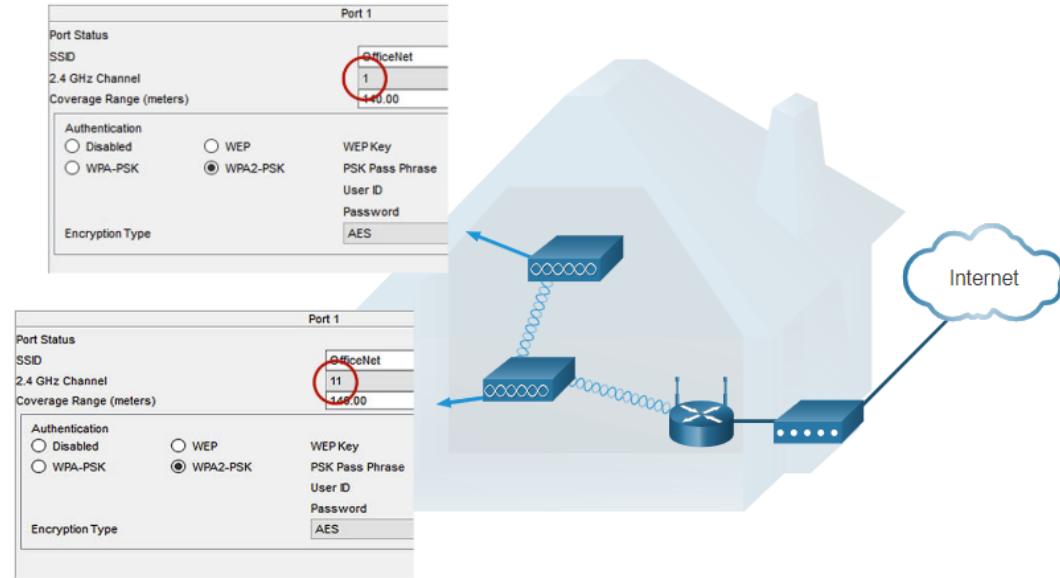 Port 1
Port Status
SSID OfficeNet
2.4 GHz Channel 1
Coverage Range (meters) 140.00
Authentication
Disabled WEP WEP Key
WPA-PSK WPA2-PSK PSK Pass Phrase
User ID
Password
Encryption Type AES
Internet
Port 1
Port Status
SSID OfficeNet
2.4 GHz Channel 11
Coverage Range (meters) 140.00
Authentication
Disabled WEP WEP Key
WPA-PSK WPA2-PSK PSK Pass Phrase
User ID
Password
Encryption Type AES